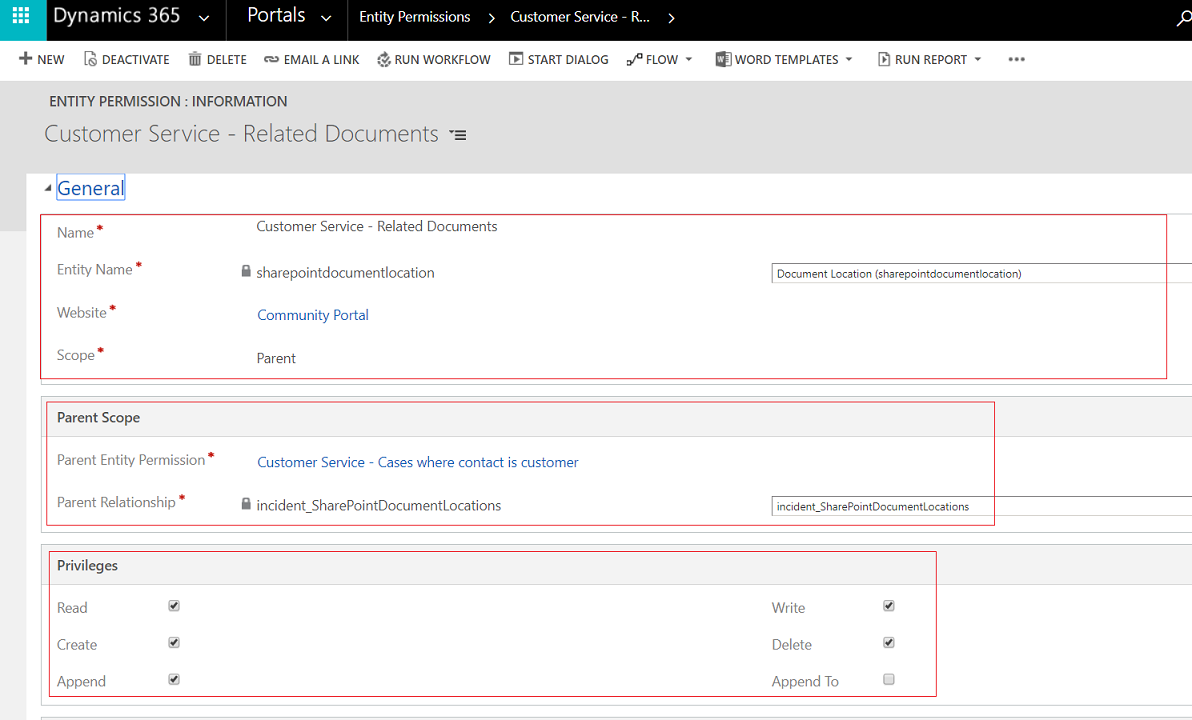 Dynamics 365 Portals Entity Permissions Customer Service - R...
NEW DEACTIVATE DELETE EMAIL A LINK RUN WORKFLOW START DIALOG FLOW WORD TEMPLATES RUN REPORT
ENTITY PERMISSION : INFORMATION
Customer Service - Related Documents
General
Name* Customer Service - Related Documents
Entity Name* sharepointdocumentlocation Document Location (sharepointdocumentlocation)
Website* Community Portal
Scope* Parent
Parent Scope
Parent Entity Permission* Customer Service - Cases where contact is customer
Parent Relationship* incident_SharePointDocumentLocations incident_SharePointDocumentLocations
Privileges
Read Write
Create Delete
Append Append To